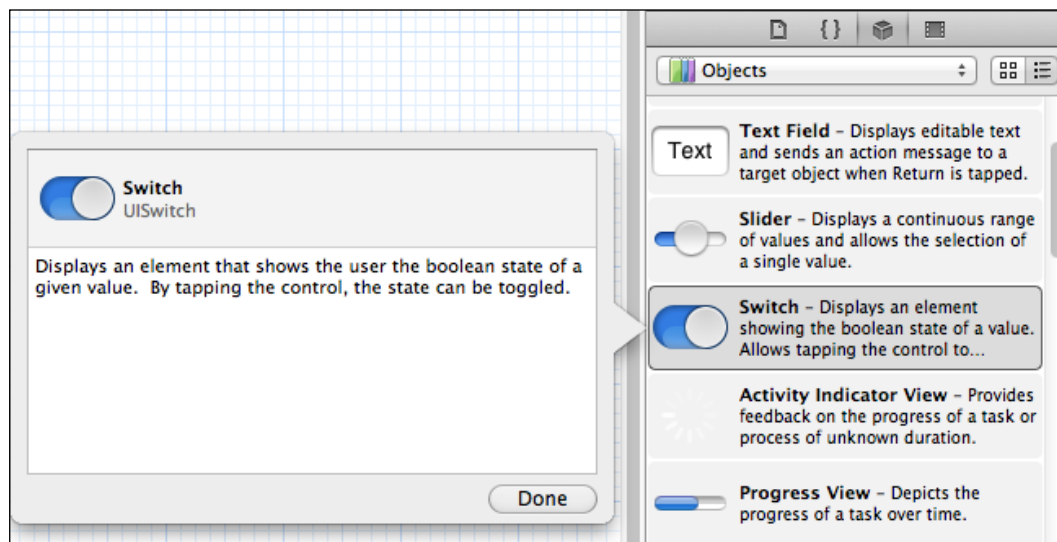 { }
Objects
Text
Text Field – Displays editable text
and sends an action message to a
target object when Return is tapped.
Slider – Displays a continuous range
of values and allows the selection of
a single value.
Switch – Displays an element
showing the boolean state of a value.
Allows tapping the control to...
Activity Indicator View – Provides
feedback on the progress of a task or
process of unknown duration.
Progress View – Depicts the
progress of a task over time.
Switch
UISwitch
Displays an element that shows the user the boolean state of a
given value.  By tapping the control, the state can be toggled.
Done